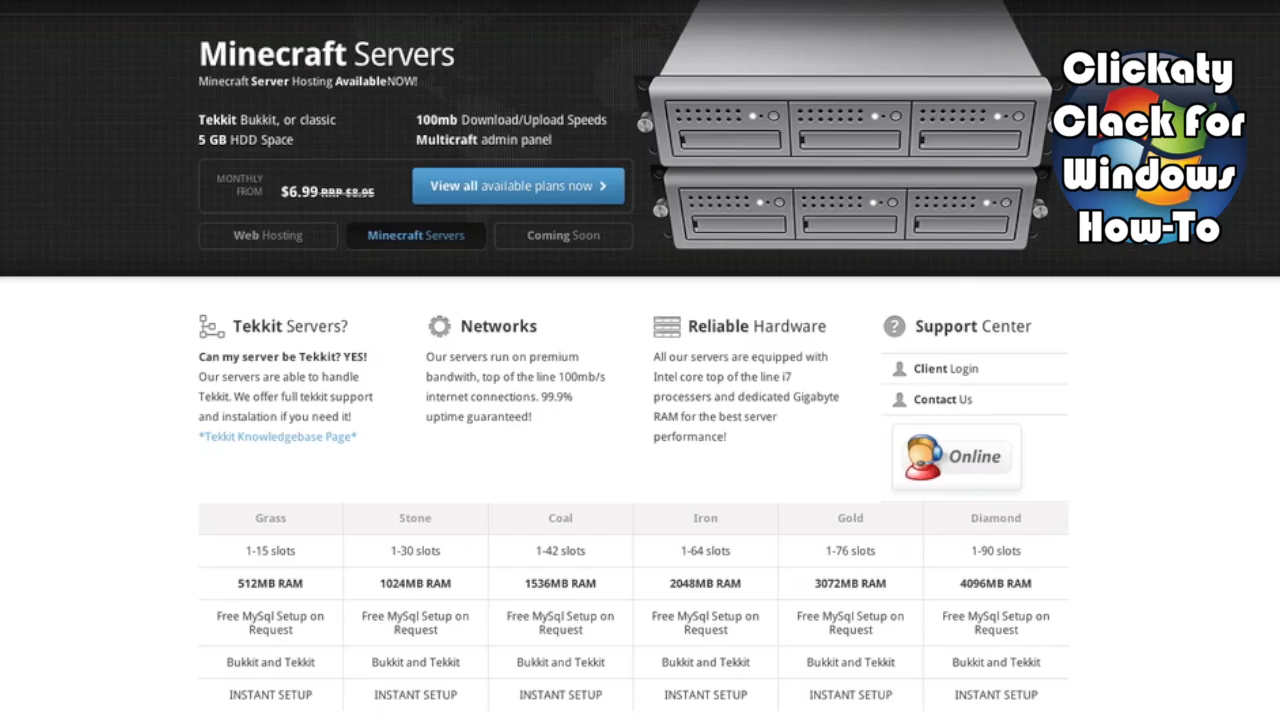 Minecraft Servers
Minecraft Server Hosting AvailableNOW!
Tekkit Bukkit, or classic
5 GB HDD Space
100mb Download/Upload Speeds
Multicraft admin panel
MONTHLY
FROM
$6.99 RRP $8.95
View all available plans now
Web Hosting
Minecraft Servers
Coming Soon
Clickaty
Clack For
Windows
How-To
Tekkit Servers?
Can my server be Tekkit? YES!
Our servers are able to handle
Tekkit. We offer full tekkit support
and instalation if you need it!
*Tekkit Knowledgebase Page*
Networks
Our servers run on premium
bandwith, top of the line 100mb/s
internet connections. 99.9%
uptime guaranteed!
Reliable Hardware
All our servers are equipped with
Intel core top of the line i7
processers and dedicated Gigabyte
RAM for the best server
performance!
Support Center
Client Login
Contact Us
Online
Grass Stone Coal Iron Gold Diamond
1-15 slots 1-30 slots 1-42 slots 1-64 slots 1-76 slots 1-90 slots
512MB RAM 1024MB RAM 1536MB RAM 2048MB RAM 3072MB RAM 4096MB RAM
Free MySql Setup on Free MySql Setup on Free MySql Setup on Free MySql Setup on Free MySql Setup on Free MySql Setup on
Request Request Request Request Request Request
Bukkit and Tekkit Bukkit and Tekkit Bukkit and Tekkit Bukkit and Tekkit Bukkit and Tekkit Bukkit and Tekkit
INSTANT SETUP INSTANT SETUP INSTANT SETUP INSTANT SETUP INSTANT SETUP INSTANT SETUP